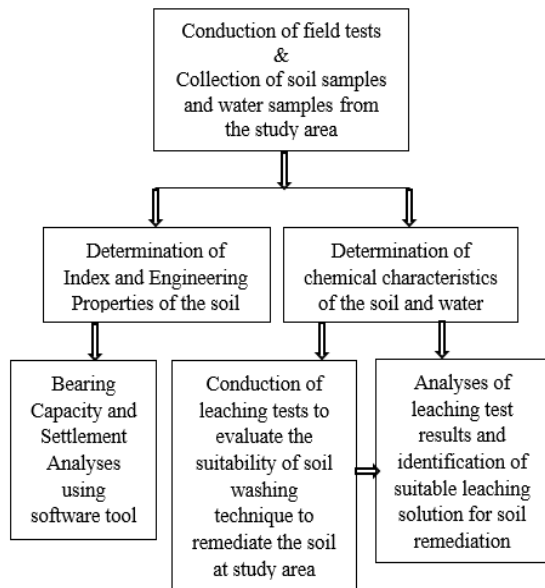 Conduction of field tests
&
Collection of soil samples
and water samples from
the study area
Determination of
Index and Engineering
Properties of the soil
Determination of
chemical characteristics
of the soil and water
Bearing
Capacity and
Settlement
Analyses
using
software tool
Conduction of
leaching tests to
evaluate the
suitability of soil
washing
technique to
remediate the soil
at study area
Analyses of
leaching test
results and
identification of
suitable leaching
solution for soil
remediation